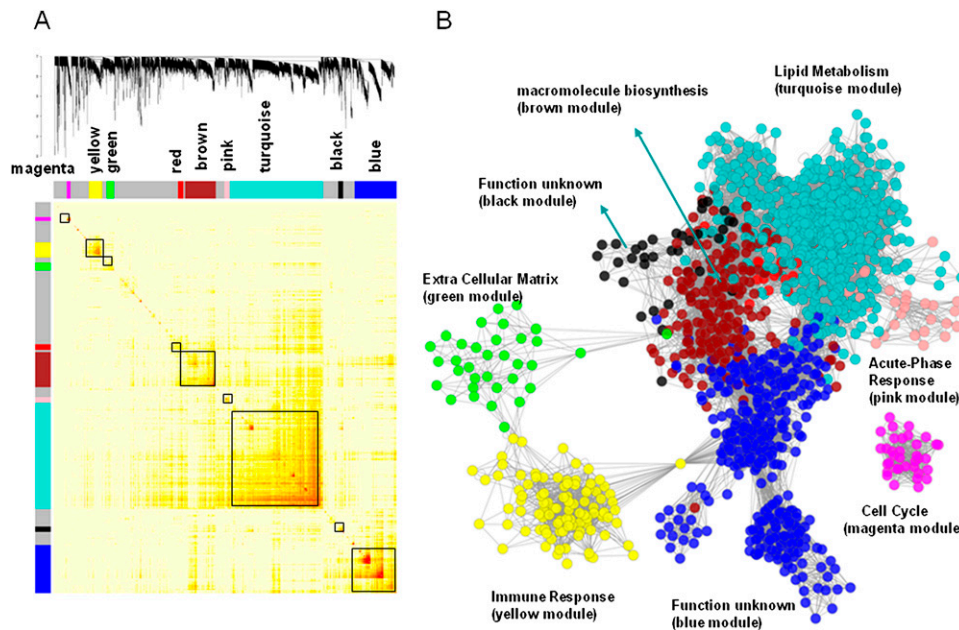 A
magenta
yellow
green
red
brown
pink
turquoise
black
blue
B
Lipid Metabolism
(turquoise module)
macromolecule biosynthesis
(brown module)
Function unknown
(black module)
Extra Cellular Matrix
(green module)
Acute-Phase
Response
(pink module)
Cell Cycle
(magenta module
Immune Response
(yellow module)
Function unknown
(blue module)